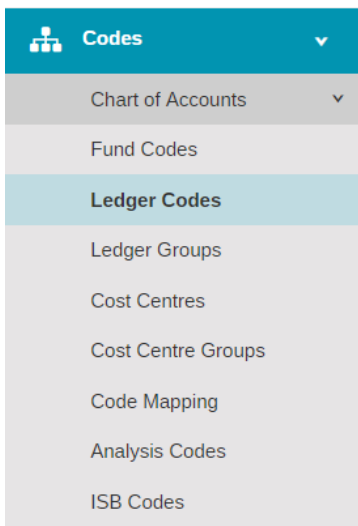 Codes
Chart of Accounts
Fund Codes
Ledger Codes
Ledger Groups
Cost Centres
Cost Centre Groups
Code Mapping
Analysis Codes
ISB Codes